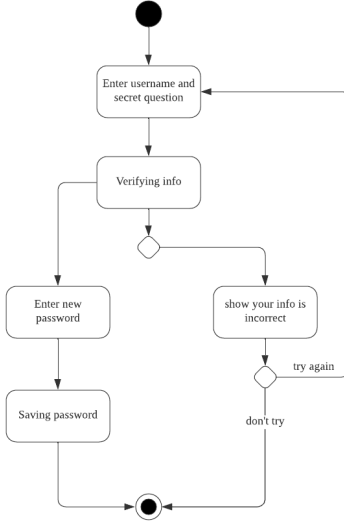 Enter username and
secret question
Verifying info
Enter new
password
show your info is
incorrect
try again
Saving password
don't try